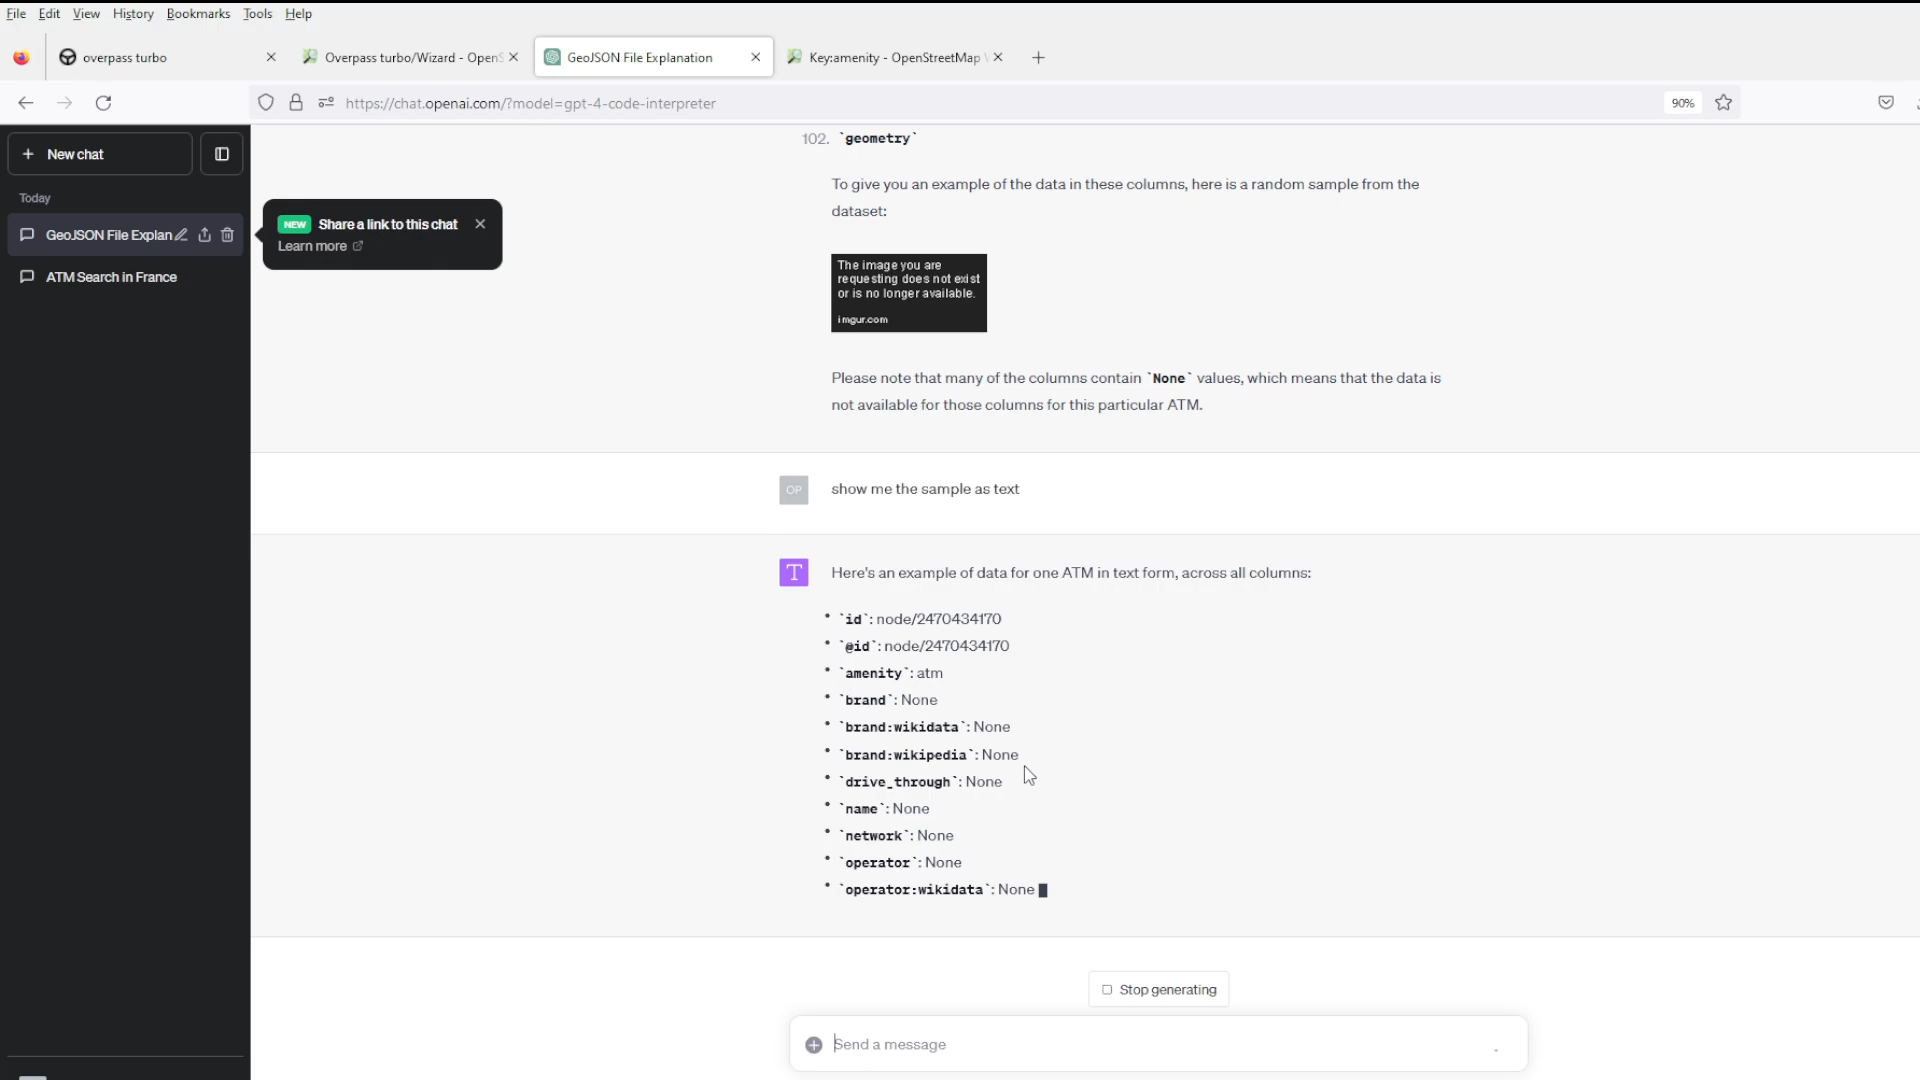 File Edit View History Bookmarks Tools Help
overpass turbo
Overpass turbo/Wizard - OpenS
GeoJSON File Explanation
Key:amenity - OpenStreetMap
https://chat.openai.com/?model=gpt-4-code-interpreter
90%
New chat
Today
GeoJSON File Explan
ATM Search in France
NEW Share a link to this chat
Learn more
102. `geometry`
To give you an example of the data in these columns, here is a random sample from the
dataset:
The image you are
requesting does not exist
or is no longer available.
imgur.com
Please note that many of the columns contain `None` values, which means that the data is
not available for those columns for this particular ATM.
OP
show me the sample as text
T
Here's an example of data for one ATM in text form, across all columns:
• `id`: node/2470434170
• `@id`: node/2470434170
• `amenity`: atm
• `brand`: None
• `brand:wikidata`: None
• `brand:wikipedia`: None
• `drive_through`: None
• `name`: None
• `network`: None
• `operator`: None
• `operator:wikidata`: None
Stop generating
Send a message